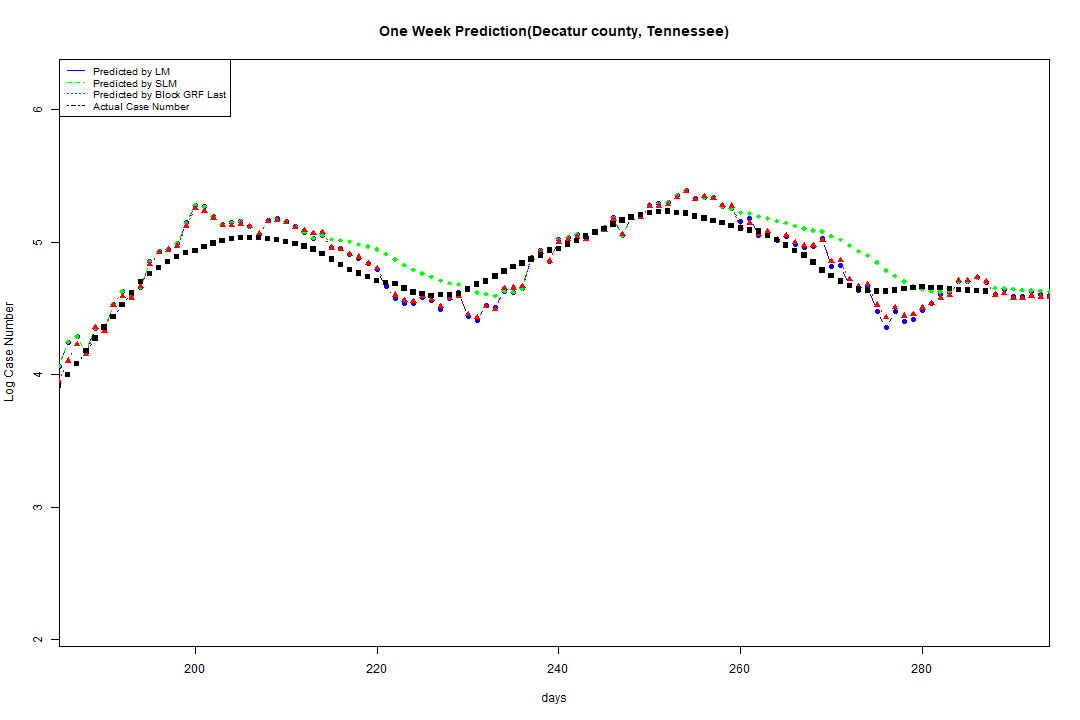 One Week Prediction(Decatur county, Tennessee)
Predicted by LM
Predicted by SLM
Predicted by Block GRF Last
Actual Case Number
6
5
4
3
2
Log Case Number
200
220
240
260
280
days